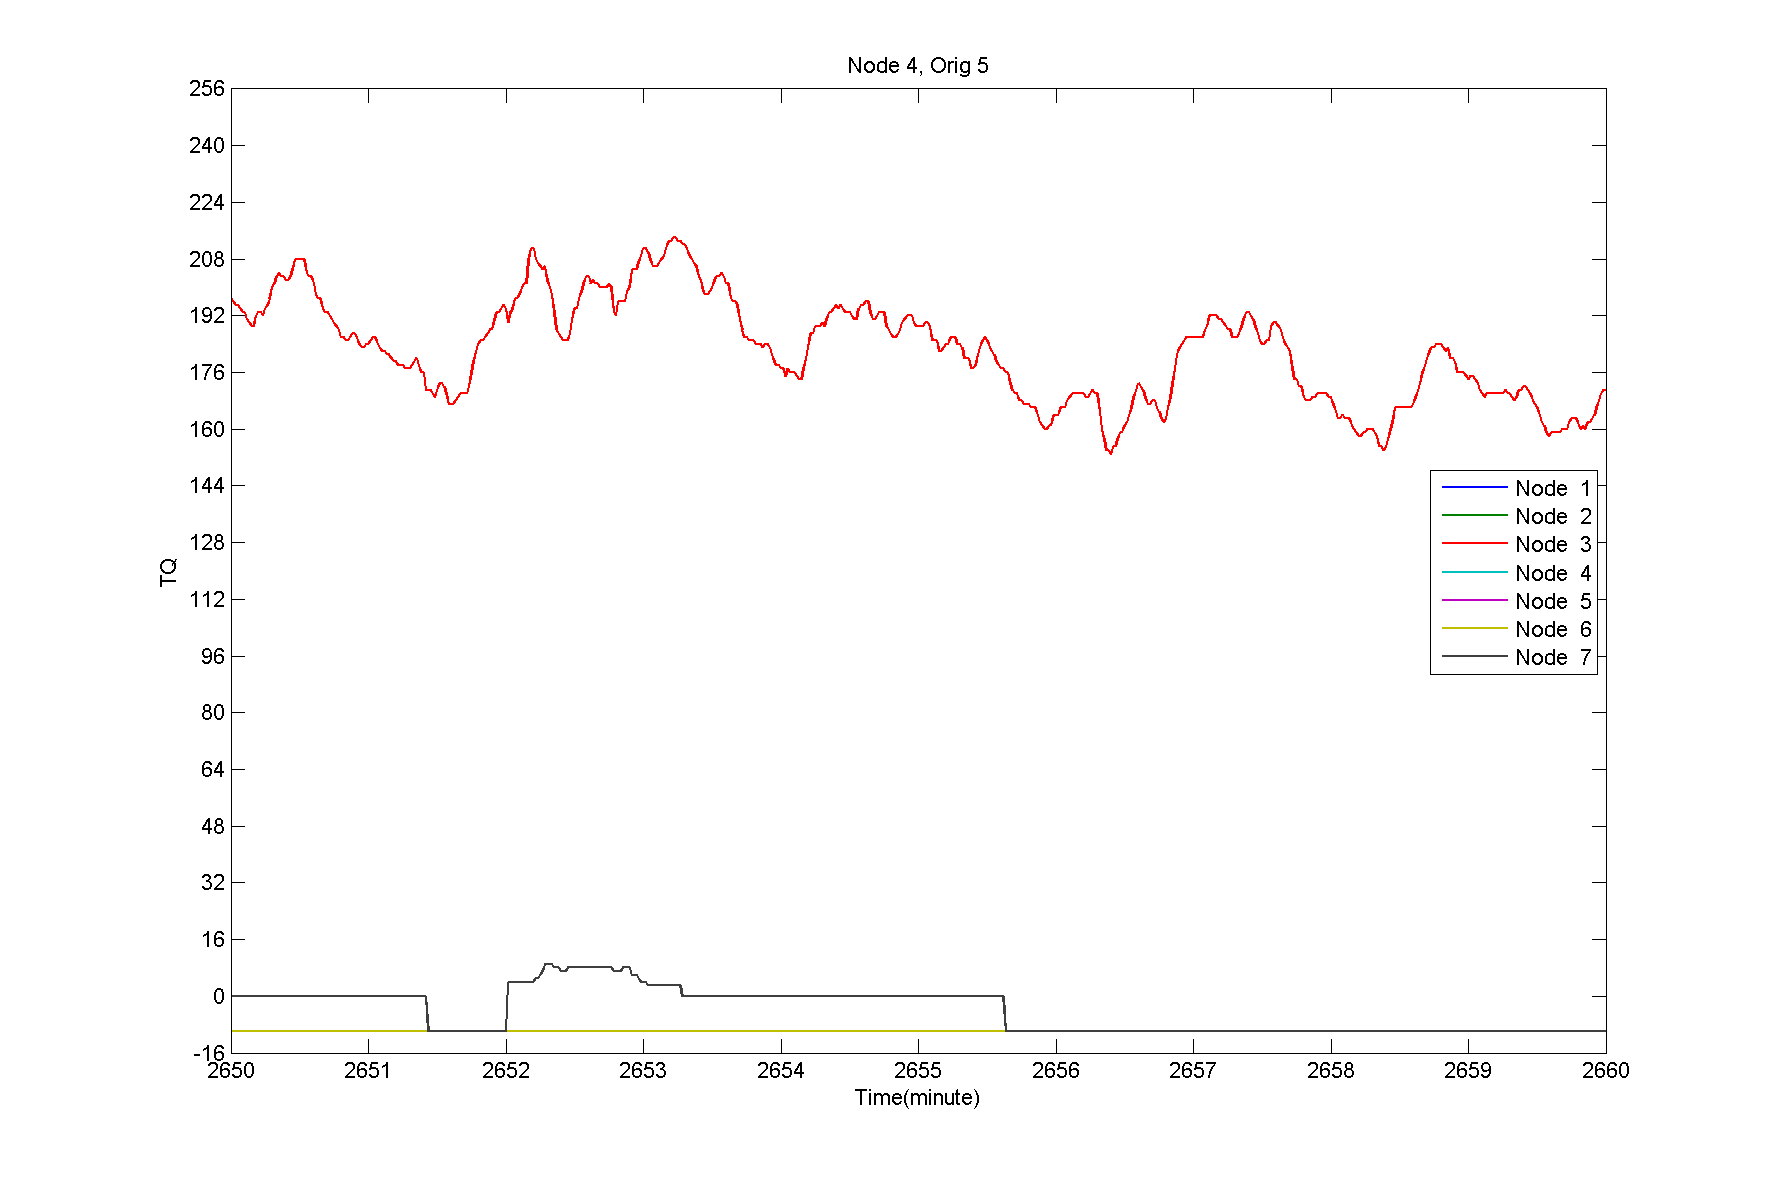 Node 4, Orig 5
256
240
224
208
192
176
160
144
128
112
96
80
64
48
32
16
0
-16
TQ
Node 1
Node 2
Node 3
Node 4
Node 5
Node 6
Node 7
2650 2651 2652 2653 2654 2655 2656 2657 2658 2659 2660
Time(minute)